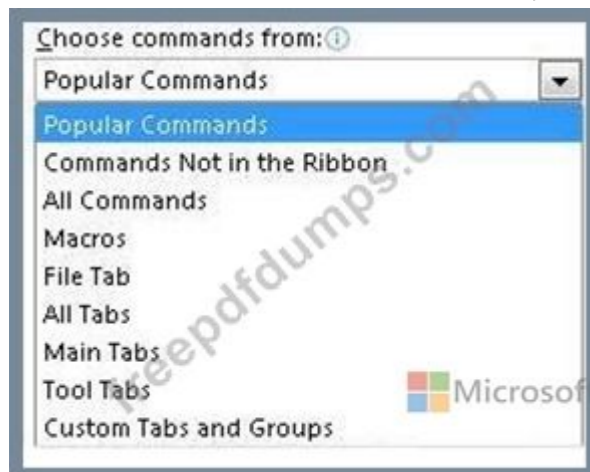 Choose commands from:
Popular Commands
Popular Commands
Commands Not in the Ribbon
All Commands
Macros
File Tab
All Tabs
Main Tabs
Tool Tabs
Custom Tabs and Groups
freepdfdumps.com
Microsof